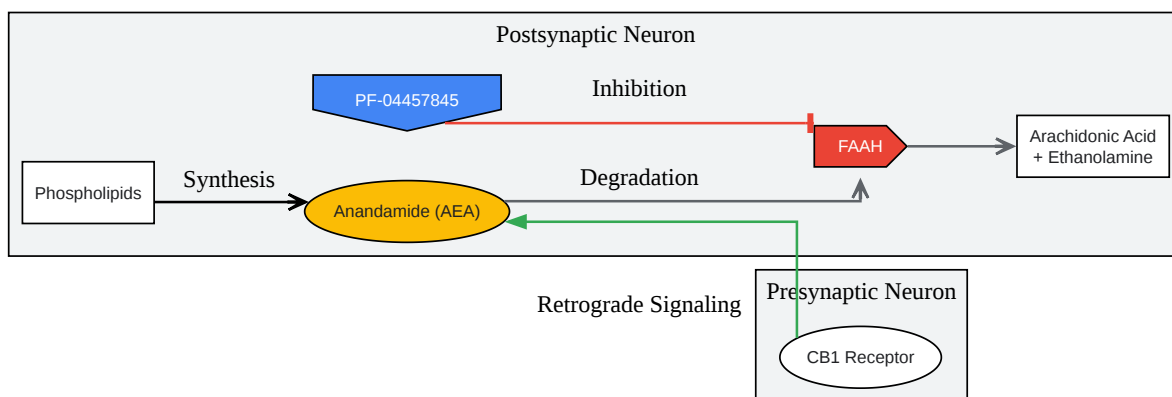 Postsynaptic Neuron
PF-04457845
Inhibition
FAAH
Arachidonic Acid
+ Ethanolamine
Phospholipids
Synthesis
Anandamide (AEA)
Degradation
Retrograde Signaling
Presynaptic Neuron
CB1 Receptor